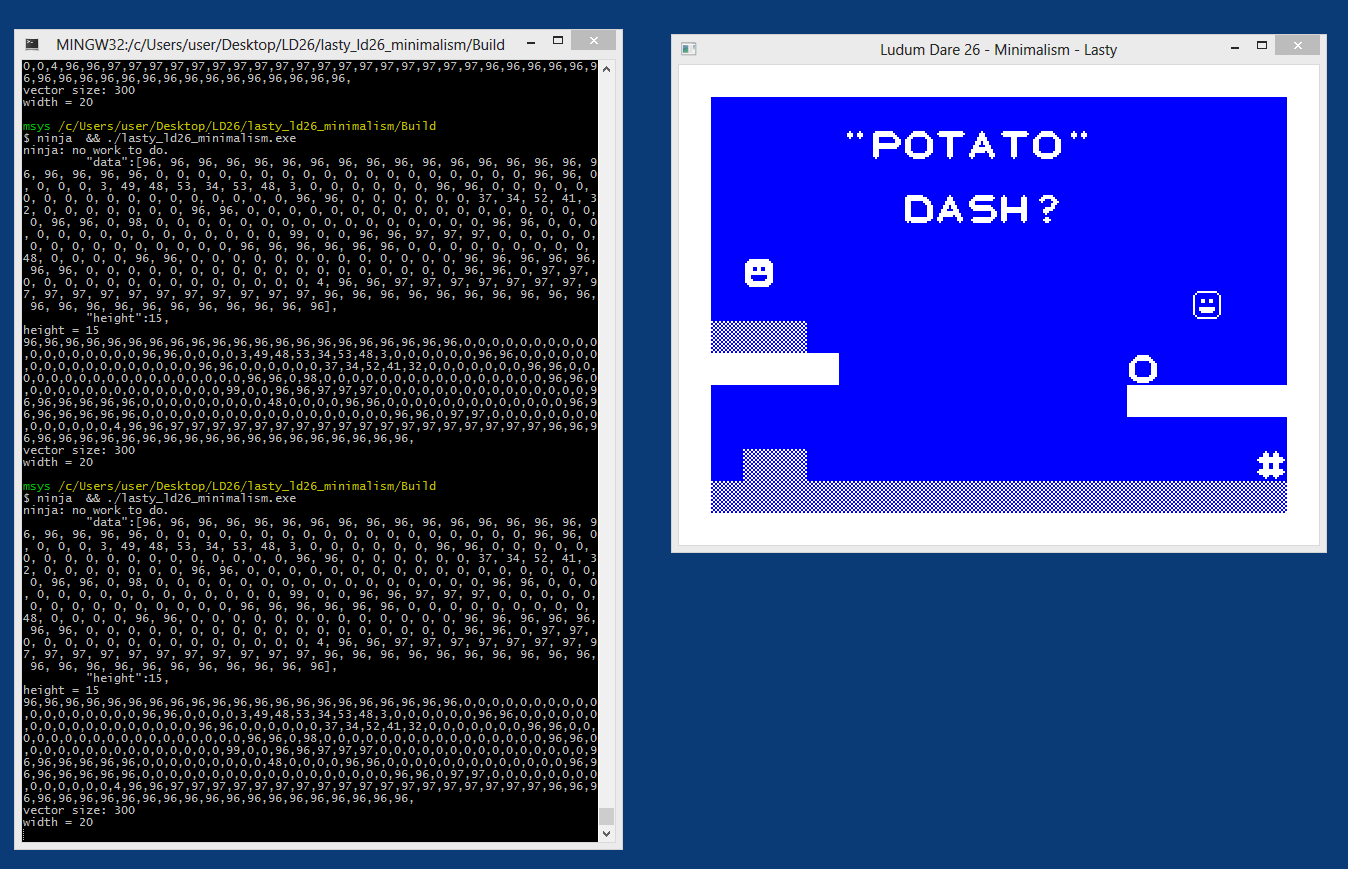 MINGW32:/c/Users/user/Desktop/LD26/lasty_ld26_minimalism/Build
0,0,4,96,96,97,97,97,97,97,97,97,97,97,97,97,97,97,97,97,97,97,97,96,96,96,96,96,9
6,96,96,96,96,96,96,96,96,96,96,96,96,96,96,96,
vector size: 300
width = 20
msys /c/Users/user/Desktop/LD26/lasty_ld26_minimalism/Build
$ ninja  && ./lasty_ld26_minimalism.exe
ninja: no work to do.
"data":[96, 96, 96, 96, 96, 96, 96, 96, 96, 96, 96, 96, 96, 96, 96, 96, 9
6, 96, 96, 96, 96, 0, 0, 0, 0, 0, 0, 0, 0, 0, 0, 0, 0, 0, 0, 0, 0, 0, 0, 96, 96, 0
, 0, 0, 0, 3, 49, 48, 53, 34, 53, 48, 3, 0, 0, 0, 0, 0, 0, 96, 96, 0, 0, 0, 0, 0,
0, 0, 0, 0, 0, 0, 0, 0, 0, 0, 0, 0, 0, 96, 96, 0, 0, 0, 0, 0, 0, 37, 34, 52, 41, 3
2, 0, 0, 0, 0, 0, 0, 0, 96, 96, 0, 0, 0, 0, 0, 0, 0, 0, 0, 0, 0, 0, 0, 0, 0, 0, 0,
0, 96, 96, 0, 98, 0, 0, 0, 0, 0, 0, 0, 0, 0, 0, 0, 0, 0, 0, 0, 0, 96, 96, 0, 0, 0
, 0, 0, 0, 0, 0, 0, 0, 0, 0, 0, 0, 0, 99, 0, 0, 96, 96, 97, 97, 97, 0, 0, 0, 0, 0,
0, 0, 0, 0, 0, 0, 0, 0, 0, 0, 96, 96, 96, 96, 96, 96, 0, 0, 0, 0, 0, 0, 0, 0, 0,
48, 0, 0, 0, 0, 96, 96, 0, 0, 0, 0, 0, 0, 0, 0, 0, 0, 0, 0, 0, 96, 96, 96, 96, 96,
96, 96, 0, 0, 0, 0, 0, 0, 0, 0, 0, 0, 0, 0, 0, 0, 0, 0, 0, 0, 96, 96, 0, 97, 97,
0, 0, 0, 0, 0, 0, 0, 0, 0, 0, 0, 0, 0, 0, 4, 96, 96, 97, 97, 97, 97, 97, 97, 97, 9
7, 97, 97, 97, 97, 97, 97, 97, 97, 97, 97, 96, 96, 96, 96, 96, 96, 96, 96, 96, 96,
96, 96, 96, 96, 96, 96, 96, 96, 96, 96, 96],
"height":15,
height = 15
96,96,96,96,96,96,96,96,96,96,96,96,96,96,96,96,96,96,96,96,96,0,0,0,0,0,0,0,0,0,0
,0,0,0,0,0,0,0,0,96,96,0,0,0,0,3,49,48,53,34,53,48,3,0,0,0,0,0,0,96,96,0,0,0,0,0,0
,0,0,0,0,0,0,0,0,0,0,0,0,96,96,0,0,0,0,0,0,37,34,52,41,32,0,0,0,0,0,0,0,96,96,0,0,
0,0,0,0,0,0,0,0,0,0,0,0,0,0,0,0,96,96,0,98,0,0,0,0,0,0,0,0,0,0,0,0,0,0,0,0,96,96,0
,0,0,0,0,0,0,0,0,0,0,0,0,0,0,0,99,0,0,96,96,97,97,97,0,0,0,0,0,0,0,0,0,0,0,0,0,0,0,9
6,96,96,96,96,96,0,0,0,0,0,0,0,0,0,48,0,0,0,0,96,96,0,0,0,0,0,0,0,0,0,0,0,0,0,96,9
6,96,96,96,96,96,0,0,0,0,0,0,0,0,0,0,0,0,0,0,0,0,0,0,96,96,0,97,97,0,0,0,0,0,0,0,0
,0,0,0,0,0,0,4,96,96,97,97,97,97,97,97,97,97,97,97,97,97,97,97,97,97,97,97,96,96,9
6,96,96,96,96,96,96,96,96,96,96,96,96,96,96,96,96,96,96,
vector size: 300
width = 20
msys /c/Users/user/Desktop/LD26/lasty_ld26_minimalism/Build
$ ninja  && ./lasty_ld26_minimalism.exe
ninja: no work to do.
"data":[96, 96, 96, 96, 96, 96, 96, 96, 96, 96, 96, 96, 96, 96, 96, 96, 9
6, 96, 96, 96, 96, 0, 0, 0, 0, 0, 0, 0, 0, 0, 0, 0, 0, 0, 0, 0, 0, 0, 0, 96, 96, 0
, 0, 0, 0, 3, 49, 48, 53, 34, 53, 48, 3, 0, 0, 0, 0, 0, 0, 96, 96, 0, 0, 0, 0, 0,
0, 0, 0, 0, 0, 0, 0, 0, 0, 0, 0, 0, 0, 96, 96, 0, 0, 0, 0, 0, 0, 37, 34, 52, 41, 3
2, 0, 0, 0, 0, 0, 0, 0, 96, 96, 0, 0, 0, 0, 0, 0, 0, 0, 0, 0, 0, 0, 0, 0, 0, 0, 0,
0, 96, 96, 0, 98, 0, 0, 0, 0, 0, 0, 0, 0, 0, 0, 0, 0, 0, 0, 0, 0, 96, 96, 0, 0, 0
, 0, 0, 0, 0, 0, 0, 0, 0, 0, 0, 0, 0, 99, 0, 0, 96, 96, 97, 97, 97, 0, 0, 0, 0, 0,
0, 0, 0, 0, 0, 0, 0, 0, 0, 0, 96, 96, 96, 96, 96, 96, 0, 0, 0, 0, 0, 0, 0, 0, 0,
48, 0, 0, 0, 0, 96, 96, 0, 0, 0, 0, 0, 0, 0, 0, 0, 0, 0, 0, 0, 96, 96, 96, 96, 96,
96, 96, 0, 0, 0, 0, 0, 0, 0, 0, 0, 0, 0, 0, 0, 0, 0, 0, 0, 0, 96, 96, 0, 97, 97,
0, 0, 0, 0, 0, 0, 0, 0, 0, 0, 0, 0, 0, 0, 4, 96, 96, 97, 97, 97, 97, 97, 97, 97, 9
7, 97, 97, 97, 97, 97, 97, 97, 97, 97, 97, 96, 96, 96, 96, 96, 96, 96, 96, 96, 96,
96, 96, 96, 96, 96, 96, 96, 96, 96, 96, 96],
"height":15,
height = 15
96,96,96,96,96,96,96,96,96,96,96,96,96,96,96,96,96,96,96,96,96,0,0,0,0,0,0,0,0,0,0
,0,0,0,0,0,0,0,0,96,96,0,0,0,0,3,49,48,53,34,53,48,3,0,0,0,0,0,0,96,96,0,0,0,0,0,0
,0,0,0,0,0,0,0,0,0,0,0,0,96,96,0,0,0,0,0,0,37,34,52,41,32,0,0,0,0,0,0,0,96,96,0,0,
0,0,0,0,0,0,0,0,0,0,0,0,0,0,0,0,96,96,0,98,0,0,0,0,0,0,0,0,0,0,0,0,0,0,0,0,96,96,0
,0,0,0,0,0,0,0,0,0,0,0,0,0,0,0,99,0,0,96,96,97,97,97,0,0,0,0,0,0,0,0,0,0,0,0,0,0,0,9
6,96,96,96,96,96,0,0,0,0,0,0,0,0,0,48,0,0,0,0,96,96,0,0,0,0,0,0,0,0,0,0,0,0,0,96,9
6,96,96,96,96,96,0,0,0,0,0,0,0,0,0,0,0,0,0,0,0,0,0,0,96,96,0,97,97,0,0,0,0,0,0,0,0
,0,0,0,0,0,0,4,96,96,97,97,97,97,97,97,97,97,97,97,97,97,97,97,97,97,97,97,96,96,9
6,96,96,96,96,96,96,96,96,96,96,96,96,96,96,96,96,96,96,
vector size: 300
width = 20
Ludum Dare 26 - Minimalism - Lasty
"POTATO"
DASH?
O
#